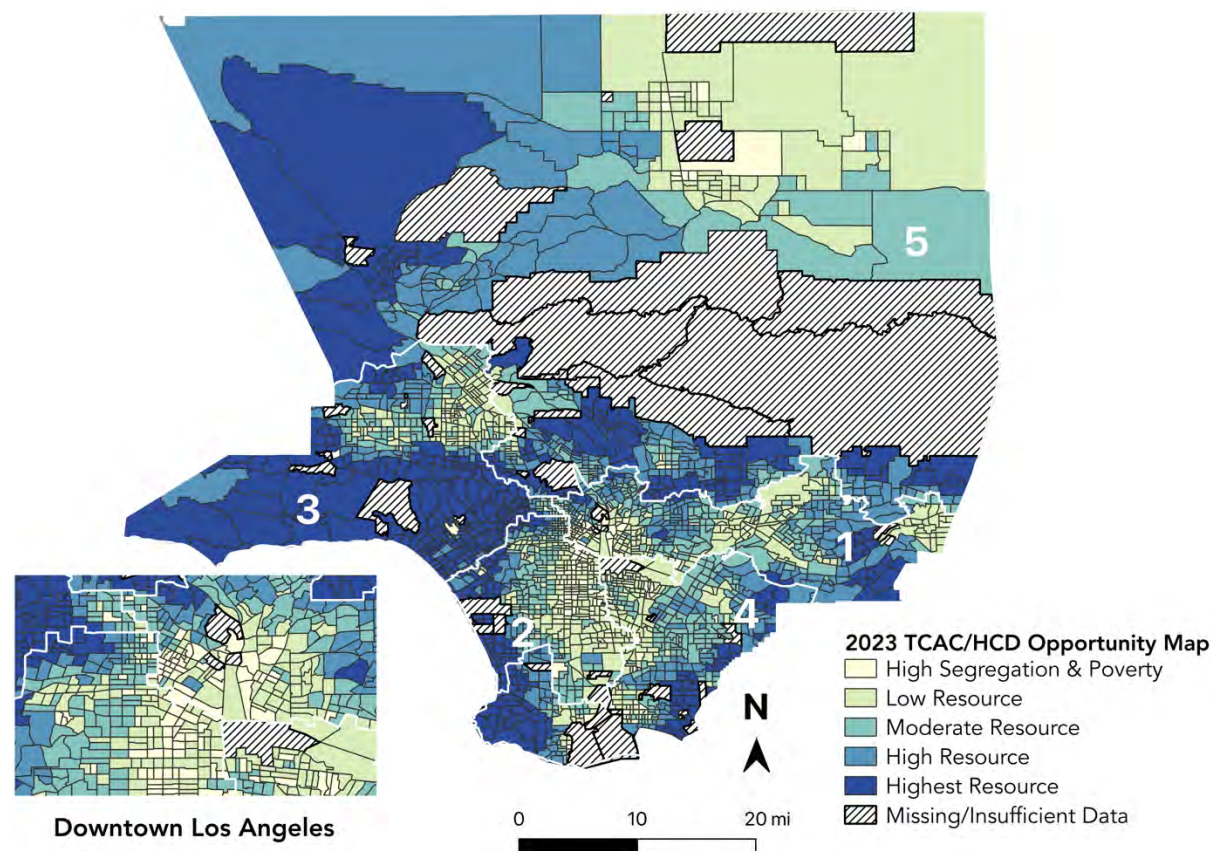 5
3
1
4
2
2023 TCAC/HCD Opportunity Map
High Segregation & Poverty
Low Resource
Moderate Resource
High Resource
Highest Resource
Missing/Insufficient Data
N
0 10 20 mi
Downtown Los Angeles